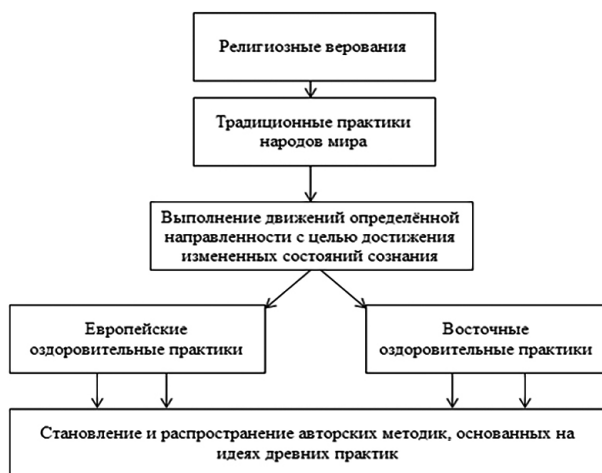 Религиозные верования
Традиционные практики
народов мира
Выполнение движений определённой
направленности с целью достижения
измененных состояний сознания
Европейские
оздоровительные практики
Восточные
оздоровительные практики
Становление и распространение авторских методик, основанных на
идеях древних практик